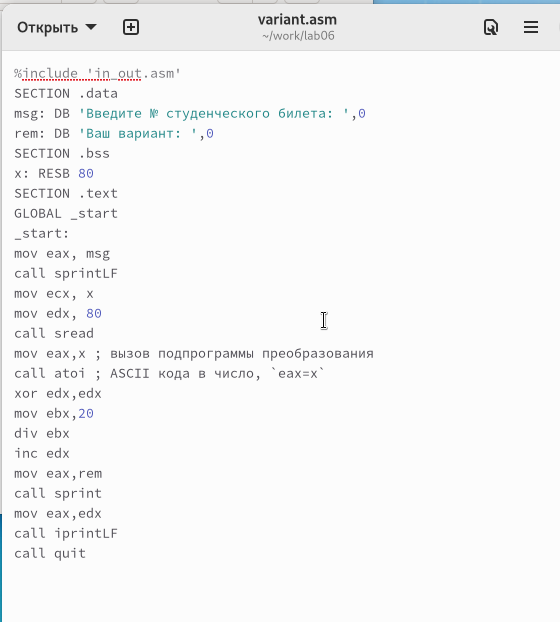 Открыть
variant.asm
~/work/lab06
%include 'in_out.asm'
SECTION .data
msg: DB 'Введите № студенческого билета: ',0
rem: DB 'Ваш вариант: ',0
SECTION .bss
x: RESB 80
SECTION .text
GLOBAL _start
_start:
mov eax, msg
call sprintLF
mov ecx, x
mov edx, 80
call sread
mov eax,x ; вызов подпрограммы преобразования
call atoi ; ASCII кода в число, `eax=x`
xor edx,edx
mov ebx,20
div ebx
inc edx
mov eax,rem
call sprint
mov eax,edx
call iprintLF
call quit